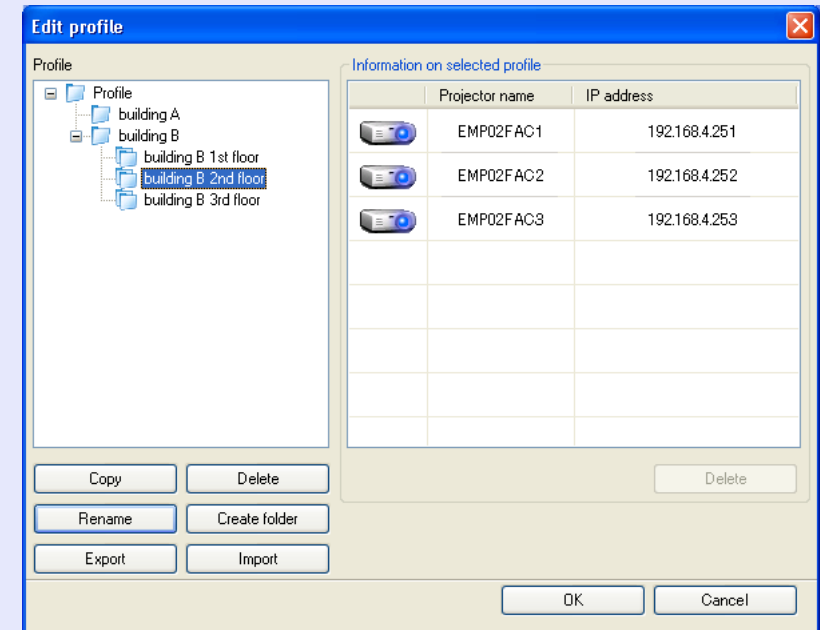 Edit profile
Profile
Information on selected profile
Profile
building A
building B
building B 1st floor
building B 2nd floor
building B 3rd floor
Projector name IP address
EMP02FAC1 192.168.4.251
EMP02FAC2 192.168.4.252
EMP02FAC3 192.168.4.253
Copy Delete
Delete
Rename Create folder
Export Import
OK Cancel